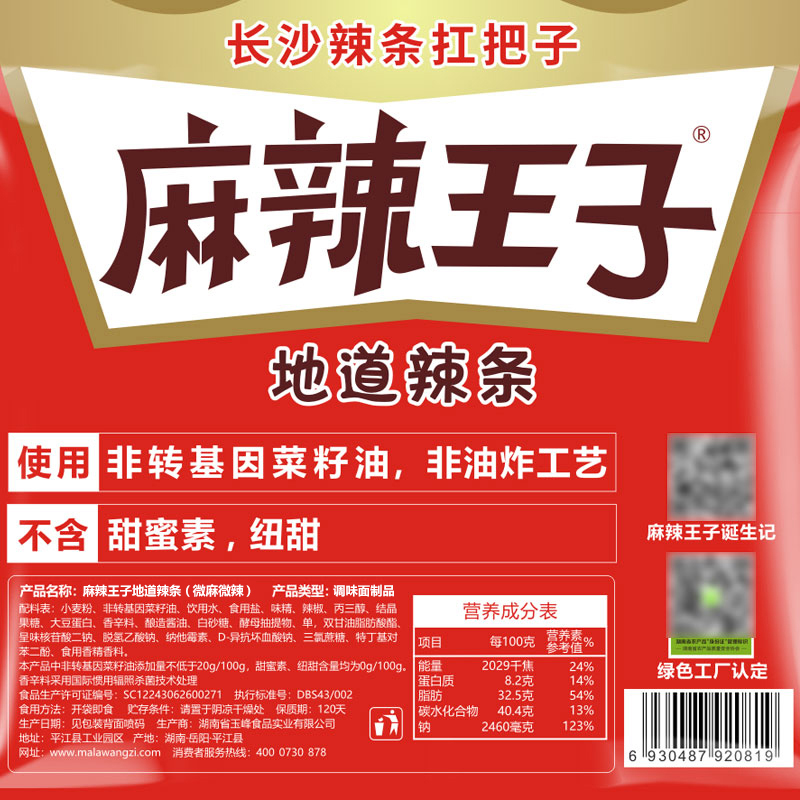 长沙辣条扛把子
麻辣王子®
地道辣条
使用 非转基因菜籽油，非油炸工艺
不含 甜蜜素，纽甜
麻辣王子诞生记
产品名称：麻辣王子地道辣条（微麻微辣） 产品类型：调味面制品
配料表：小麦粉、非转基因菜籽油、饮用水、食用盐、味精、辣椒、丙三醇、结晶
果糖、大豆蛋白、香辛料、酿造酱油、白砂糖、酵母抽提物、单，双甘油脂肪酸酯、
呈味核苷酸二钠、脱氢乙酸钠、纳他霉素、D-异抗坏血酸钠、三氯蔗糖、特丁基对
苯二酚、食用香精香料。
本产品中非转基因菜籽油添加量不低于20g/100g，甜蜜素、纽甜含量均为0g/100g。
香辛料采用国际惯用辐照杀菌技术处理
食品生产许可证编号：SC12243062600271 执行标准号：DBS43/002
食用方法：开袋即食 贮存条件：请置于阴凉干燥处 保质期：120天
生产日期：见包装背面喷码 生产商：湖南省玉峰食品实业有限公司
地址：平江县工业园区 产地：湖南·岳阳·平江县
网址：www.malawangzi.com 消费者服务热线：400 0730 878
营养成分表
项目 每100克 营养素参考值%
能量 2029千焦 24%
蛋白质 8.2克 14%
脂肪 32.5克 54%
碳水化合物 40.4克 13%
钠 2460毫克 123%
绿色工厂认定
6 930487 920819